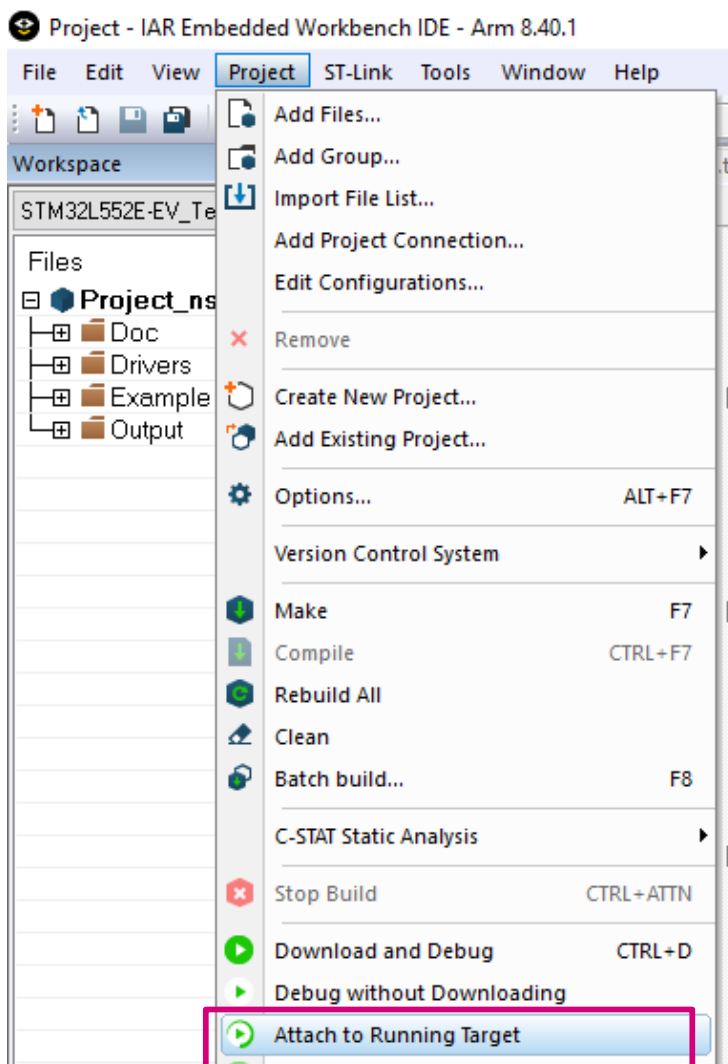 Project - IAR Embedded Workbench IDE - Arm 8.40.1
File Edit View Project ST-Link Tools Window Help
Workspace
STM32L552E-EV_Te
Files
Project_ns
Doc
Drivers
Example
Output
Add Files...
Add Group...
Import File List...
Add Project Connection...
Edit Configurations...
Remove
Create New Project...
Add Existing Project...
Options... ALT+F7
Version Control System
Make F7
Compile CTRL+F7
Rebuild All
Clean
Batch build... F8
C-STAT Static Analysis
Stop Build CTRL+ATTN
Download and Debug CTRL+D
Debug without Downloading
Attach to Running Target